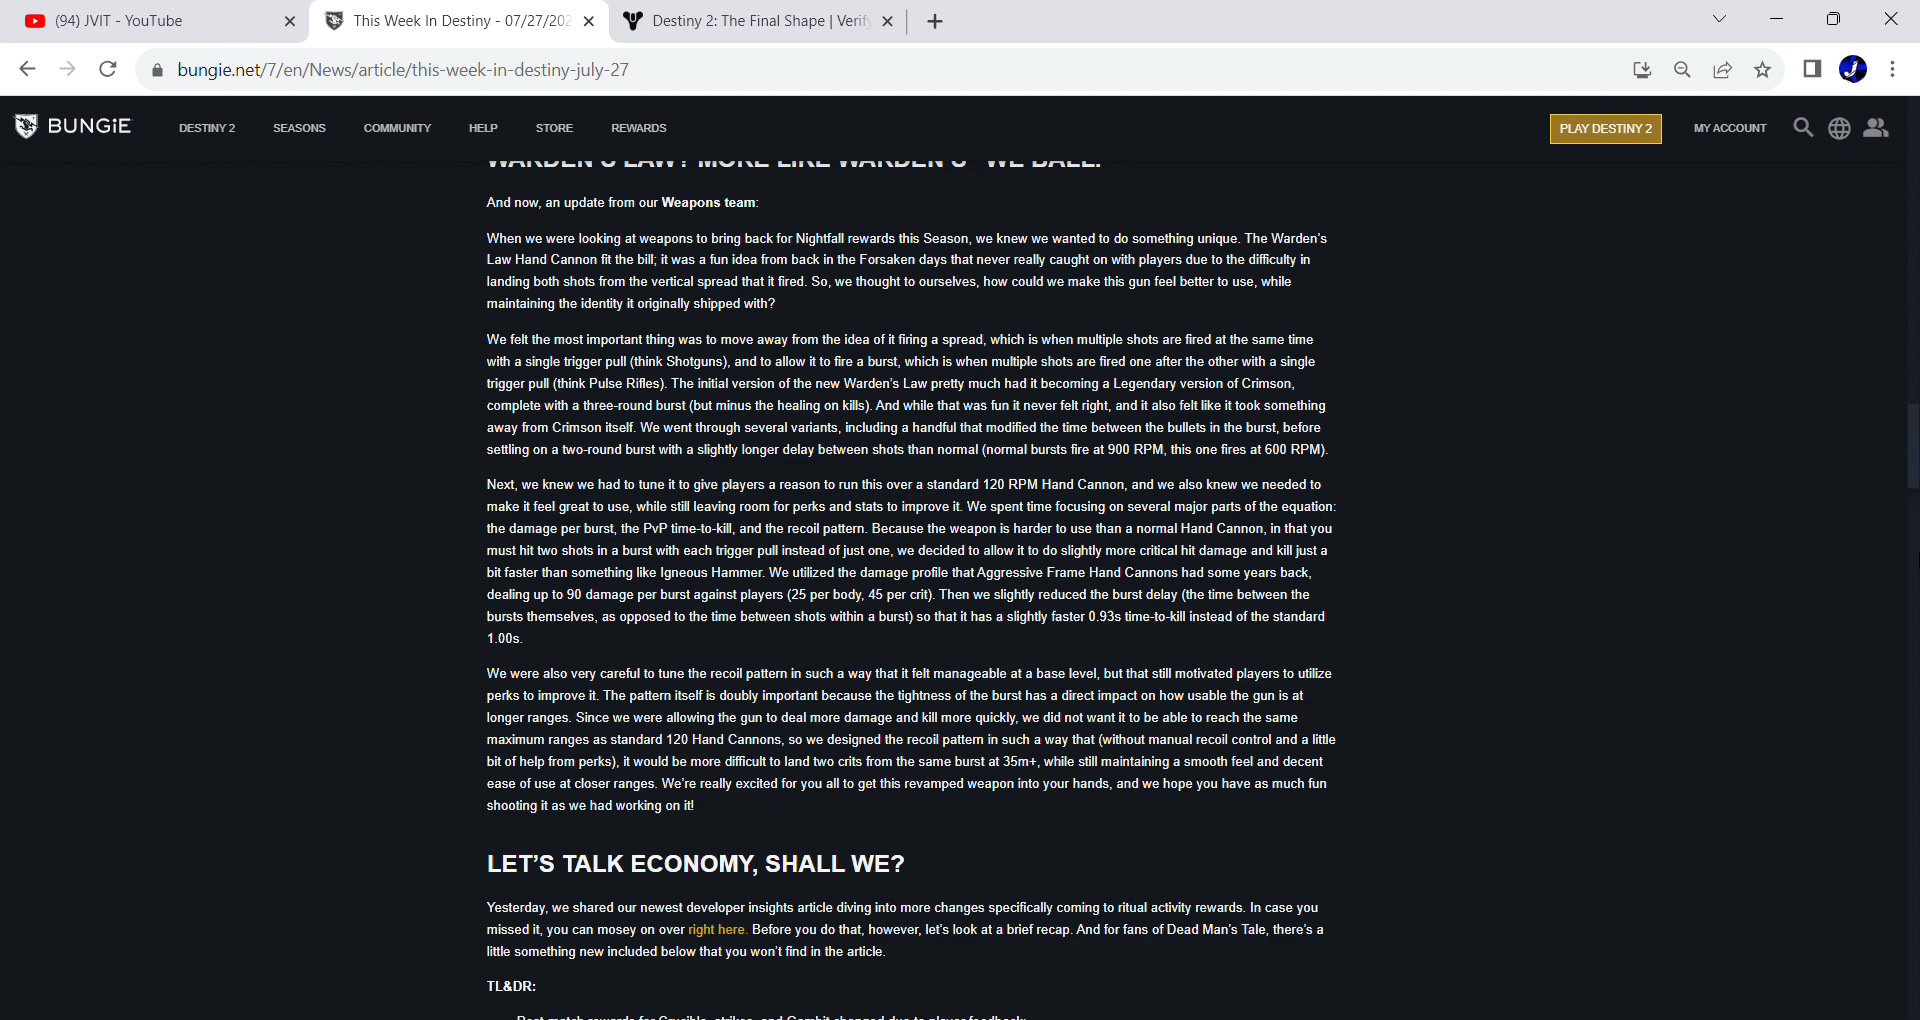 (94) JVIT - YouTube
This Week In Destiny - 07/27/202
Destiny 2: The Final Shape | Verify
bungie.net/7/en/News/article/this-week-in-destiny-july-27
BUNGiE
DESTINY 2
SEASONS
COMMUNITY
HELP
STORE
REWARDS
PLAY DESTINY 2
MY ACCOUNT
WARDEN'S LAW? MORE LIKE WARDEN'S "WE BALL."
And now, an update from our Weapons team:
When we were looking at weapons to bring back for Nightfall rewards this Season, we knew we wanted to do something unique. The Warden's
Law Hand Cannon fit the bill; it was a fun idea from back in the Forsaken days that never really caught on with players due to the difficulty in
landing both shots from the vertical spread that it fired. So, we thought to ourselves, how could we make this gun feel better to use, while
maintaining the identity it originally shipped with?
We felt the most important thing was to move away from the idea of it firing a spread, which is when multiple shots are fired at the same time
with a single trigger pull (think Shotguns), and to allow it to fire a burst, which is when multiple shots are fired one after the other with a single
trigger pull (think Pulse Rifles). The initial version of the new Warden's Law pretty much had it becoming a Legendary version of Crimson,
complete with a three-round burst (but minus the healing on kills). And while that was fun it never felt right, and it also felt like it took something
away from Crimson itself. We went through several variants, including a handful that modified the time between the bullets in the burst, before
settling on a two-round burst with a slightly longer delay between shots than normal (normal bursts fire at 900 RPM, this one fires at 600 RPM).
Next, we knew we had to tune it to give players a reason to run this over a standard 120 RPM Hand Cannon, and we also knew we needed to
make it feel great to use, while still leaving room for perks and stats to improve it. We spent time focusing on several major parts of the equation:
the damage per burst, the PvP time-to-kill, and the recoil pattern. Because the weapon is harder to use than a normal Hand Cannon, in that you
must hit two shots in a burst with each trigger pull instead of just one, we decided to allow it to do slightly more critical hit damage and kill just a
bit faster than something like Igneous Hammer. We utilized the damage profile that Aggressive Frame Hand Cannons had some years back,
dealing up to 90 damage per burst against players (25 per body, 45 per crit). Then we slightly reduced the burst delay (the time between the
bursts themselves, as opposed to the time between shots within a burst) so that it has a slightly faster 0.93s time-to-kill instead of the standard
1.00s.
We were also very careful to tune the recoil pattern in such a way that it felt manageable at a base level, but that still motivated players to utilize
perks to improve it. The pattern itself is doubly important because the tightness of the burst has a direct impact on how usable the gun is at
longer ranges. Since we were allowing the gun to deal more damage and kill more quickly, we did not want it to be able to reach the same
maximum ranges as standard 120 Hand Cannons, so we designed the recoil pattern in such a way that (without manual recoil control and a little
bit of help from perks), it would be more difficult to land two crits from the same burst at 35m+, while still maintaining a smooth feel and decent
ease of use at closer ranges. We're really excited for you all to get this revamped weapon into your hands, and we hope you have as much fun
shooting it as we had working on it!
LET'S TALK ECONOMY, SHALL WE?
Yesterday, we shared our newest developer insights article diving into more changes specifically coming to ritual activity rewards. In case you
missed it, you can mosey on over right here. Before you do that, however, let's look at a brief recap. And for fans of Dead Man's Tale, there's a
little something new included below that you won't find in the article.
TL&DR:
Post-match rewards for Crucible, strikes, and Gambit changed due to player feedback: